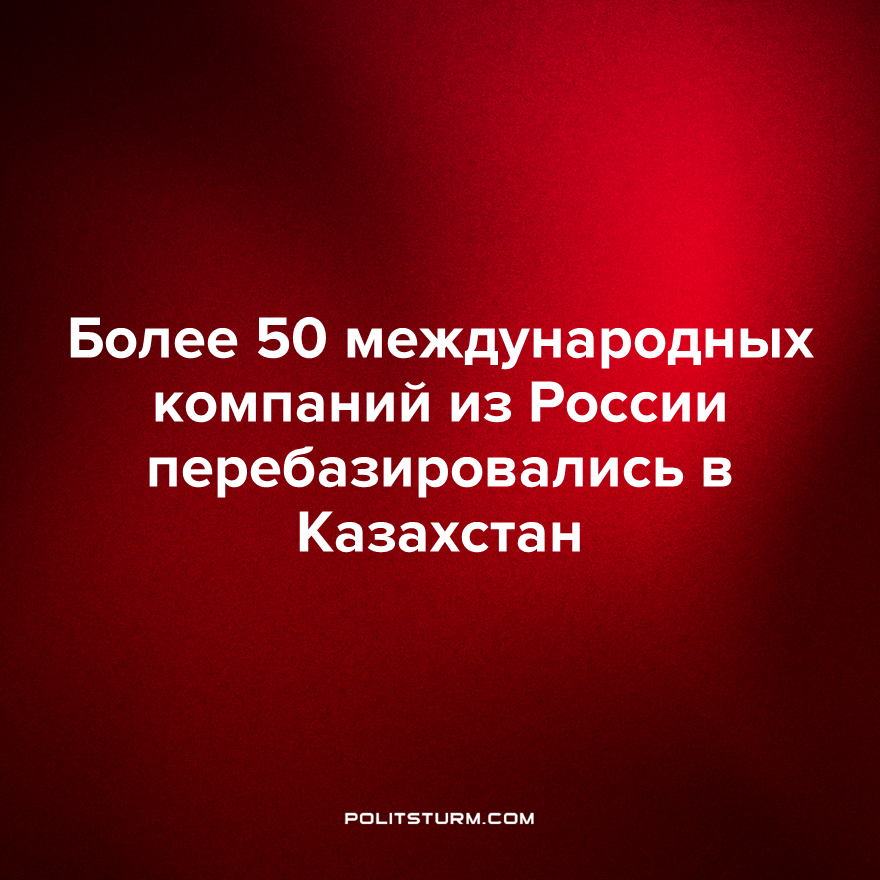 Более 50 международных
компаний из России
перебазировались в
Казахстан
POLITSTURM.COM